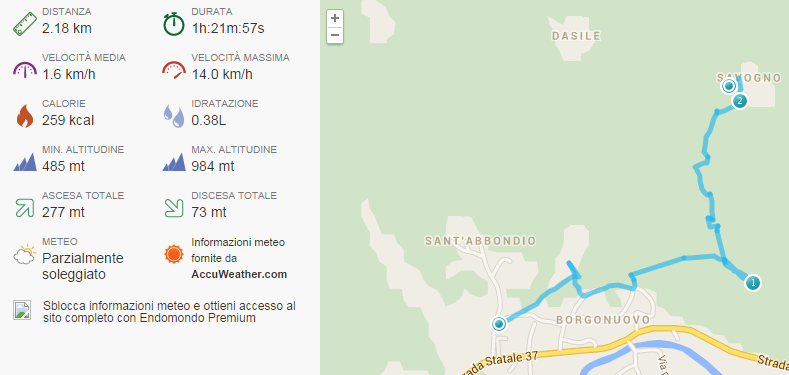 DISTANZA
2.18 km
DURATA
1h:21m:57s
VELOCITÀ MEDIA
1.6 km/h
VELOCITÀ MASSIMA
14.0 km/h
CALORIE
259 kcal
IDRATAZIONE
0.38L
MIN. ALTITUDINE
485 mt
MAX. ALTITUDINE
984 mt
ASCESA TOTALE
277 mt
DISCESA TOTALE
73 mt
METEO
Parzialmente
soleggiato
Informazioni meteo
fornite da
AccuWeather.com
Sblocca informazioni meteo e ottieni accesso al
sito completo con Endomondo Premium
+
−
DASILE
SAVOGNO
2
SANT'ABBONDIO
1
BORGONUOVO
Strada Statale 37
Via
Strada